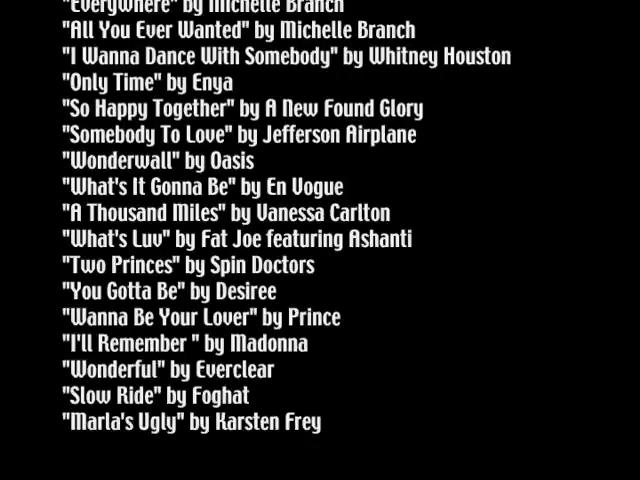 "Everywhere" by Michelle Branch
"All You Ever Wanted" by Michelle Branch
"I Wanna Dance With Somebody" by Whitney Houston
"Only Time" by Enya
"So Happy Together" by A New Found Glory
"Somebody To Love" by Jefferson Airplane
"Wonderwall" by Oasis
"What's It Gonna Be" by En Vogue
"A Thousand Miles" by Vanessa Carlton
"What's Luv" by Fat Joe featuring Ashanti
"Two Princes" by Spin Doctors
"You Gotta Be" by Desiree
"Wanna Be Your Lover" by Prince
"I'll Remember " by Madonna
"Wonderful" by Everclear
"Slow Ride" by Foghat
"Marla's Ugly" by Karsten Frey